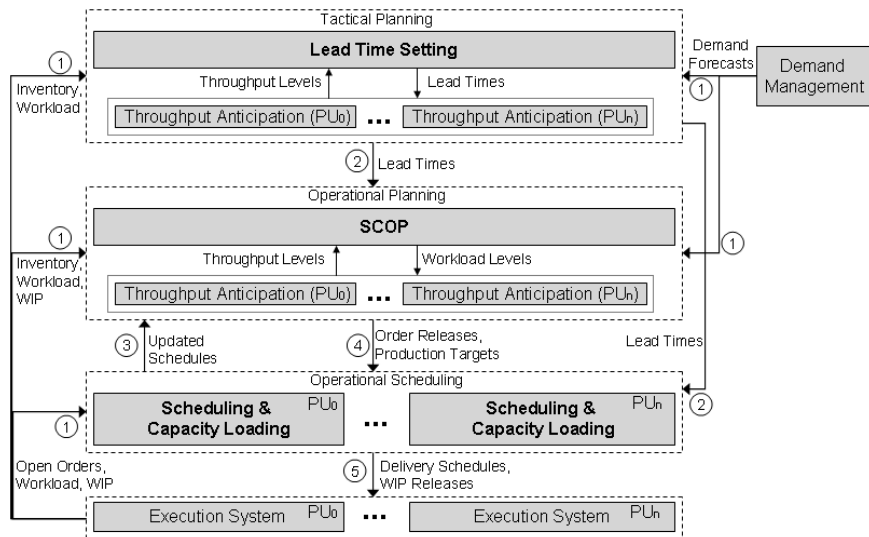 Tactical Planning
Lead Time Setting
Throughput Levels
Lead Times
Throughput Anticipation (PU₀)
...
Throughput Anticipation (PUₙ)
1
Inventory,
Workload
Demand
Forecasts
1
Demand
Management
2
Lead Times
Operational Planning
SCOP
Throughput Levels
Workload Levels
Throughput Anticipation (PU₀)
...
Throughput Anticipation (PUₙ)
1
Inventory,
Workload,
WIP
1
3
Updated
Schedules
4
Order Releases,
Production Targets
Lead Times
2
Operational Scheduling
Scheduling &
Capacity Loading
PU₀
...
Scheduling &
Capacity Loading
PUₙ
1
Open Orders,
Workload, WIP
5
Delivery Schedules,
WIP Releases
Execution System
PU₀
...
Execution System
PUₙ